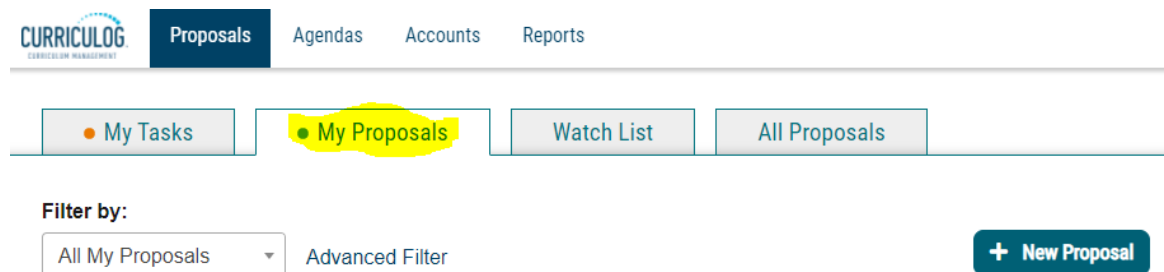 CURRICULOG. Proposals Agendas Accounts Reports
CURRICULUM MANAGEMENT
My Tasks My Proposals Watch List All Proposals
Filter by:
All My Proposals Advanced Filter + New Proposal